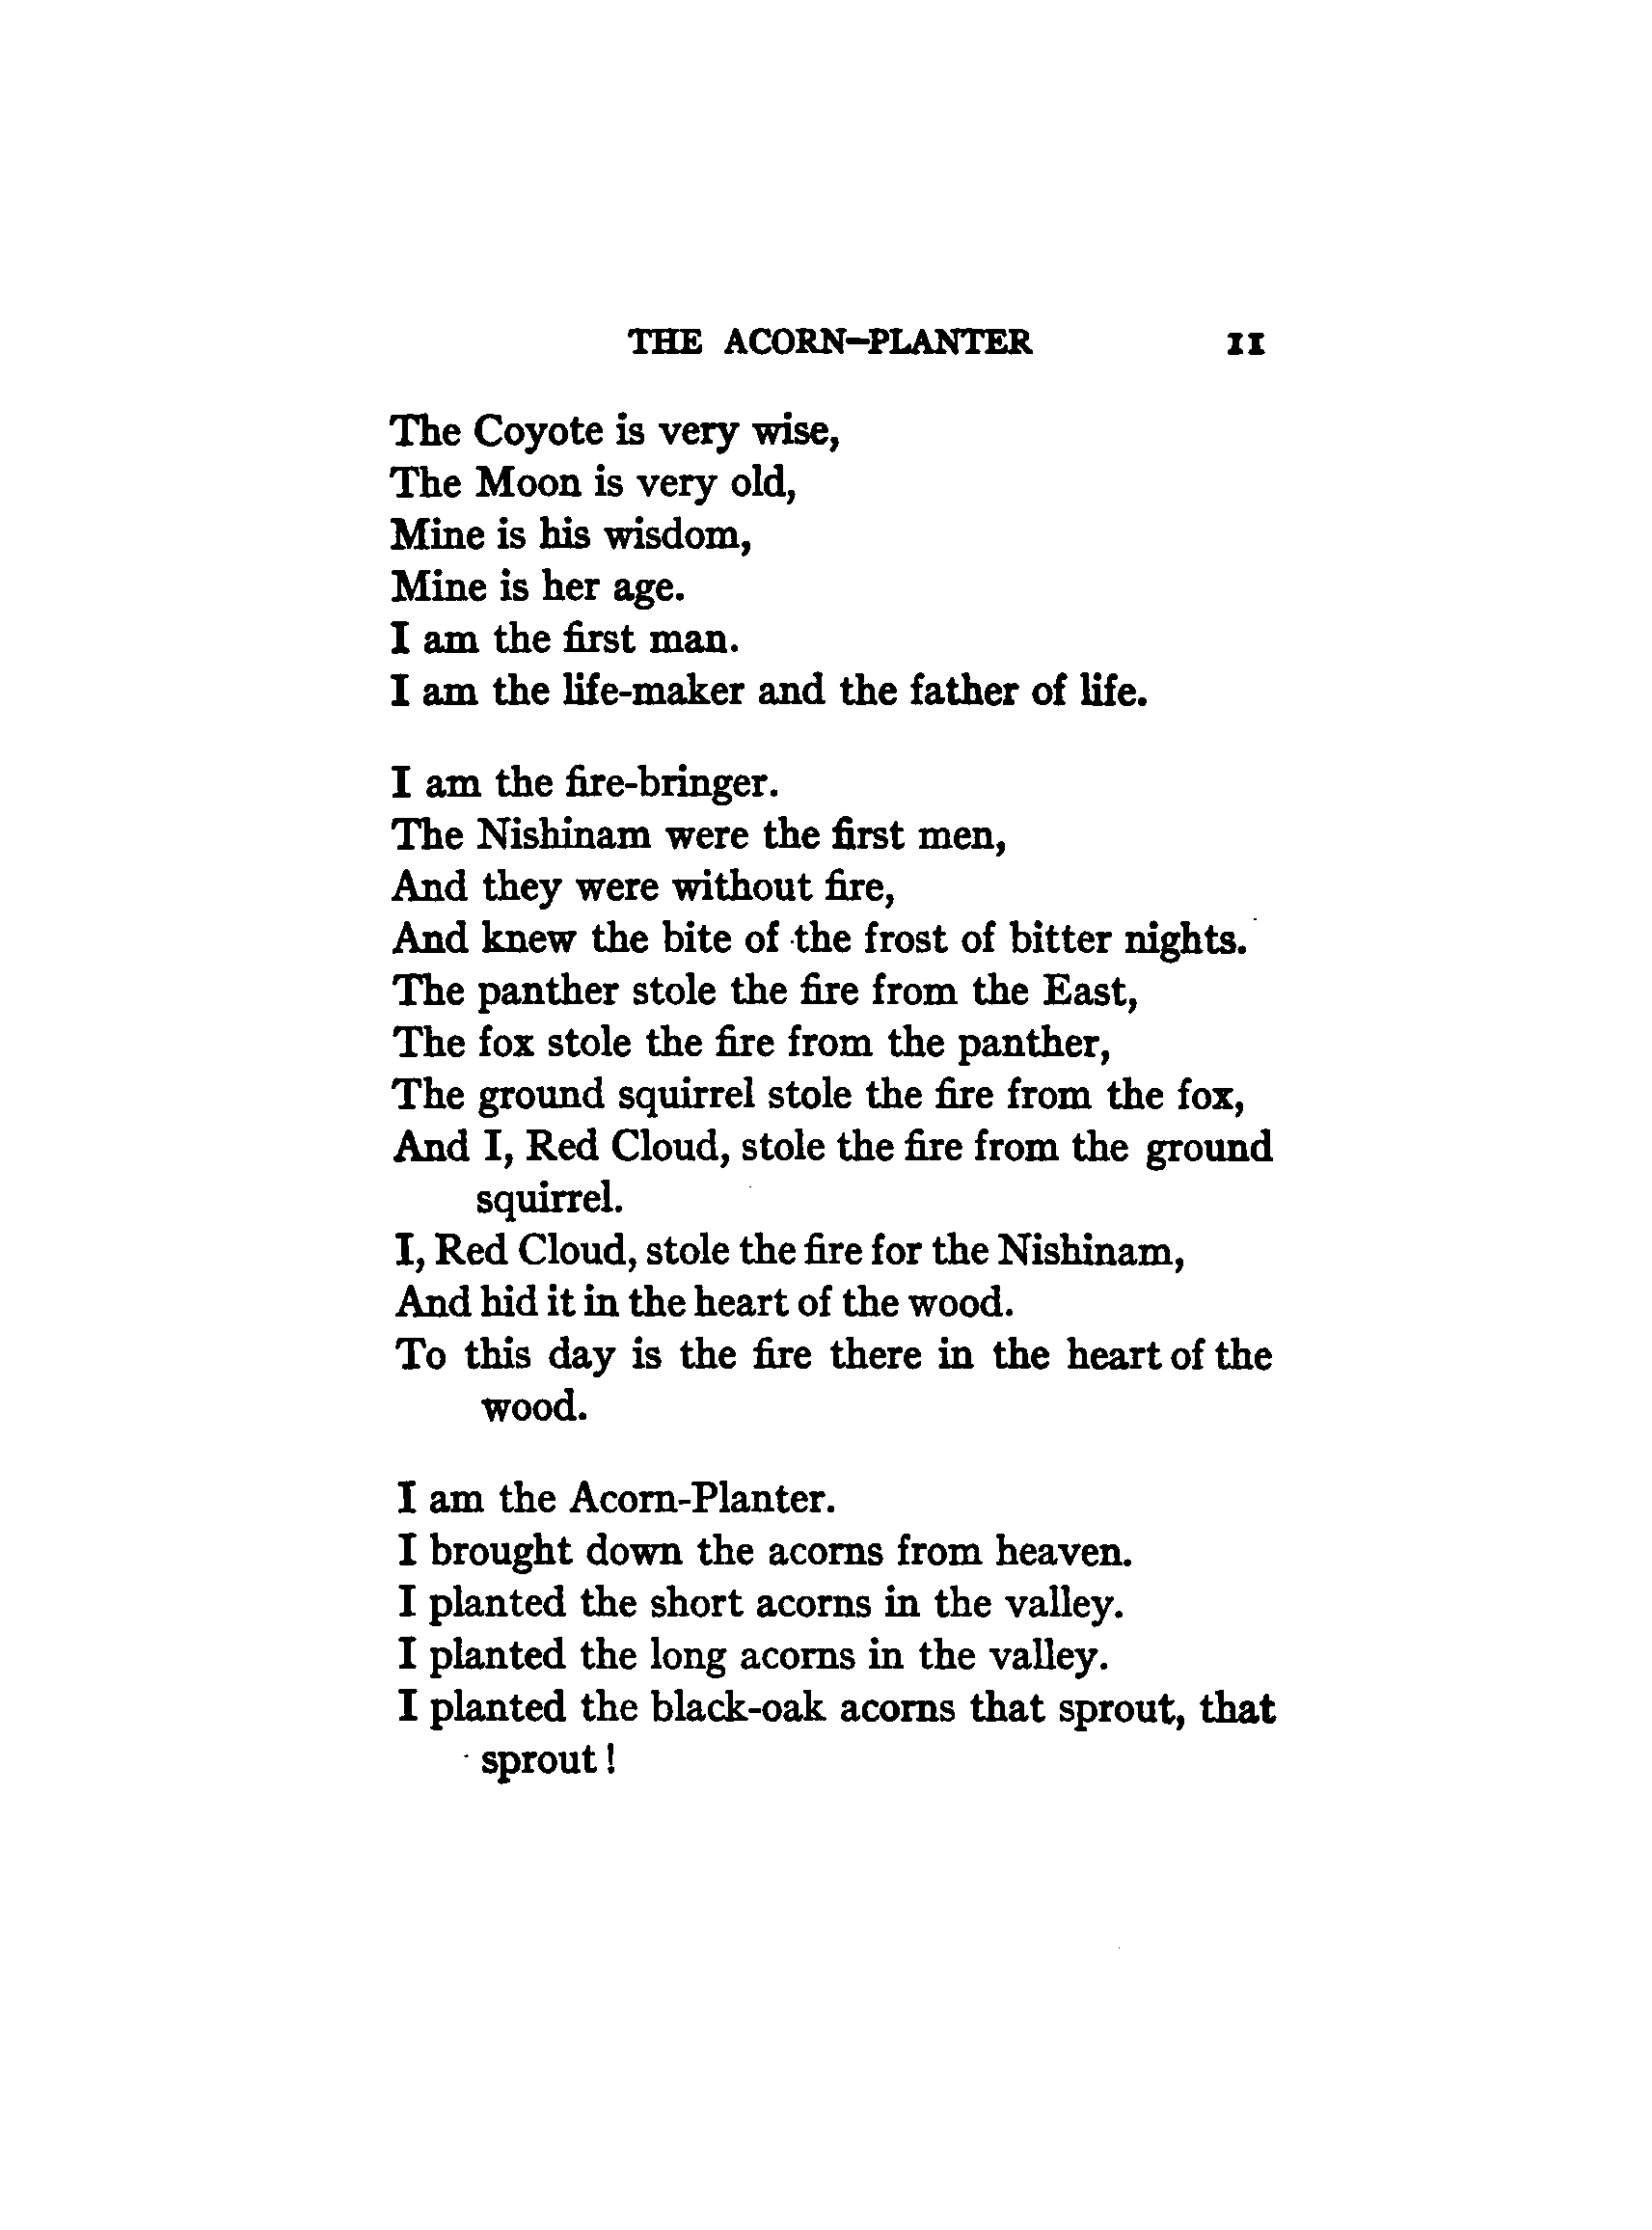 THE ACORN-PLANTER 11
The Coyote is very wise,
The Moon is very old,
Mine is his wisdom,
Mine is her age.
I am the first man.
I am the life-maker and the father of life.
I am the fire-bringer.
The Nishinam were the first men,
And they were without fire,
And knew the bite of the frost of bitter nights.
The panther stole the fire from the East,
The fox stole the fire from the panther,
The ground squirrel stole the fire from the fox,
And I, Red Cloud, stole the fire from the ground
squirrel.
I, Red Cloud, stole the fire for the Nishinam,
And hid it in the heart of the wood.
To this day is the fire there in the heart of the
wood.
I am the Acorn-Planter.
I brought down the acorns from heaven.
I planted the short acorns in the valley.
I planted the long acorns in the valley.
I planted the black-oak acorns that sprout, that
sprout!